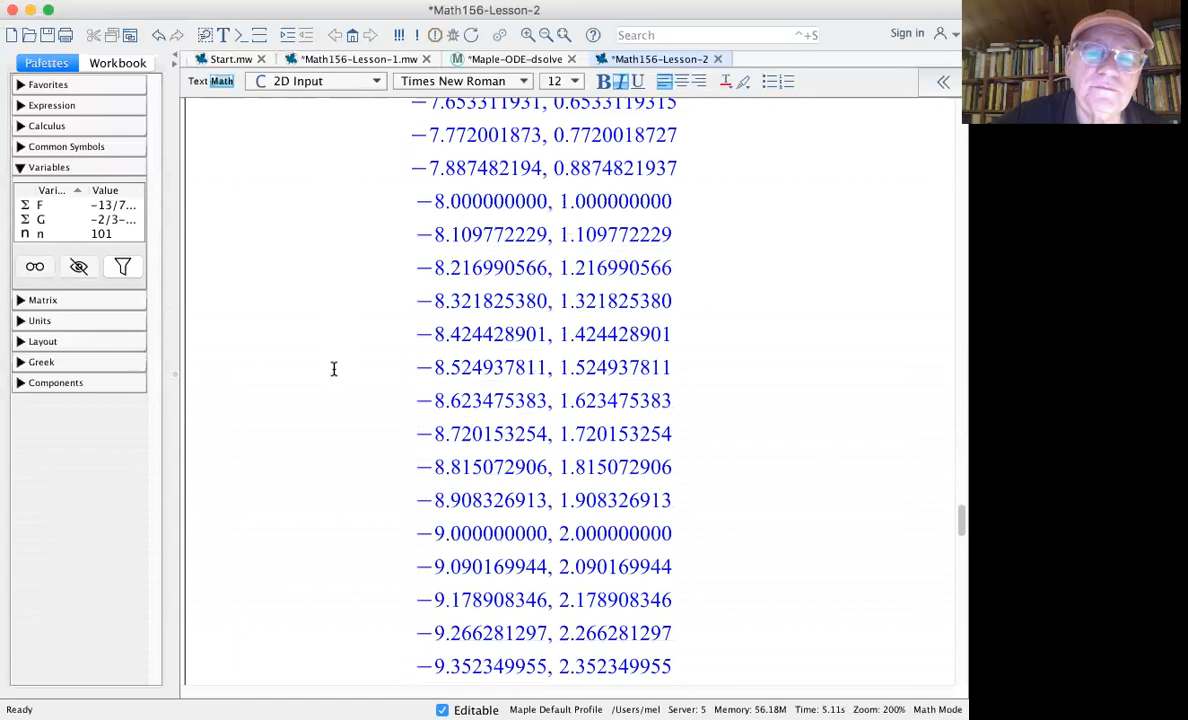 *Math156-Lesson-2
Search ^+S
Sign in
Palettes Workbook
Start.mw *Math156-Lesson-1.mw *Maple-ODE-dsolve *Math156-Lesson-2
Text Math C 2D Input Times New Roman 12 B I U
Favorites
Expression
Calculus
Common Symbols
Variables
Vari... Value
Σ F -13/7...
Σ G -2/3-...
n n 101
Matrix
Units
Layout
Greek
Components
−7.653311931, 0.6533119315
−7.772001873, 0.7720018727
−7.887482194, 0.8874821937
−8.000000000, 1.000000000
−8.109772229, 1.109772229
−8.216990566, 1.216990566
−8.321825380, 1.321825380
−8.424428901, 1.424428901
−8.524937811, 1.524937811
−8.623475383, 1.623475383
−8.720153254, 1.720153254
−8.815072906, 1.815072906
−8.908326913, 1.908326913
−9.000000000, 2.000000000
−9.090169944, 2.090169944
−9.178908346, 2.178908346
−9.266281297, 2.266281297
−9.352349955, 2.352349955
Ready Editable Maple Default Profile /Users/mel Server: 5 Memory: 56.18M Time: 5.11s Zoom: 200% Math Mode